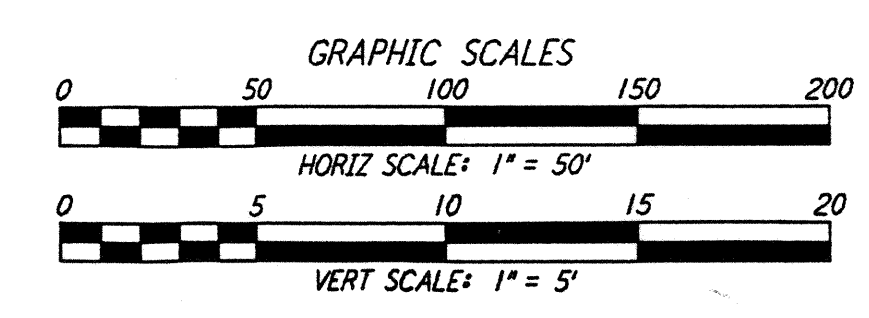 GRAPHIC SCALES
0 50 100 150 200
HORIZ SCALE: 1" = 50'
0 5 10 15 20
VERT SCALE: 1" = 5'